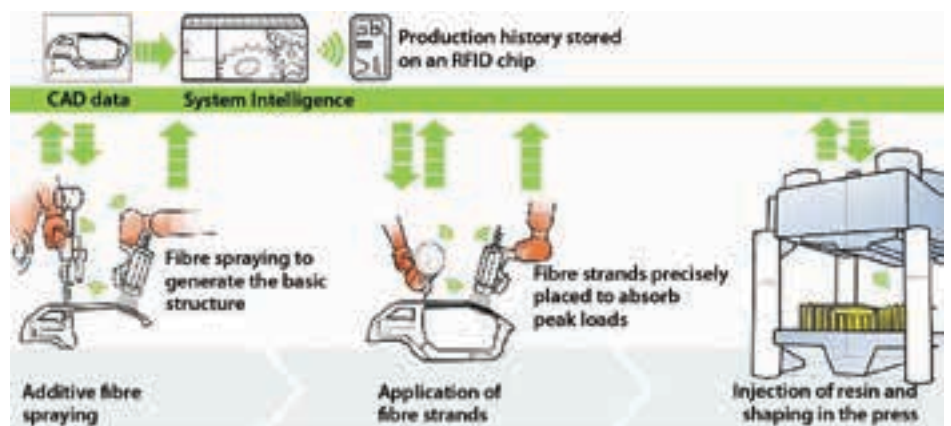 Production history stored
on an RFID chip
CAD data
System Intelligence
Fibre spraying to
generate the basic
structure
Fibre strands precisely
placed to absorb
peak loads
Additive fibre
spraying
Application of
fibre strands
Injection of resin and
shaping in the press